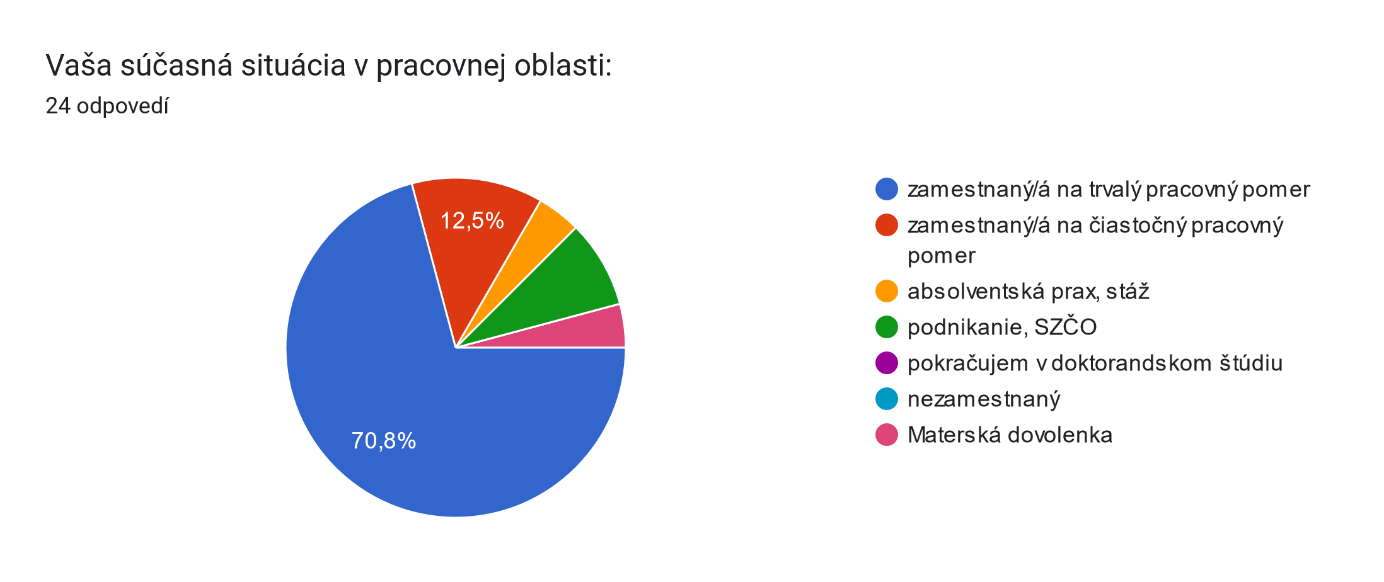 Vaša súčasná situácia v pracovnej oblasti:
24 odpovedí
12,5%
70,8%
zamestnaný/á na trvalý pracovný pomer
zamestnaný/á na čiastočný pracovný
pomer
absolventská prax, stáž
podnikanie, SZČO
pokračujem v doktorandskom štúdiu
nezamestnaný
Materská dovolenka